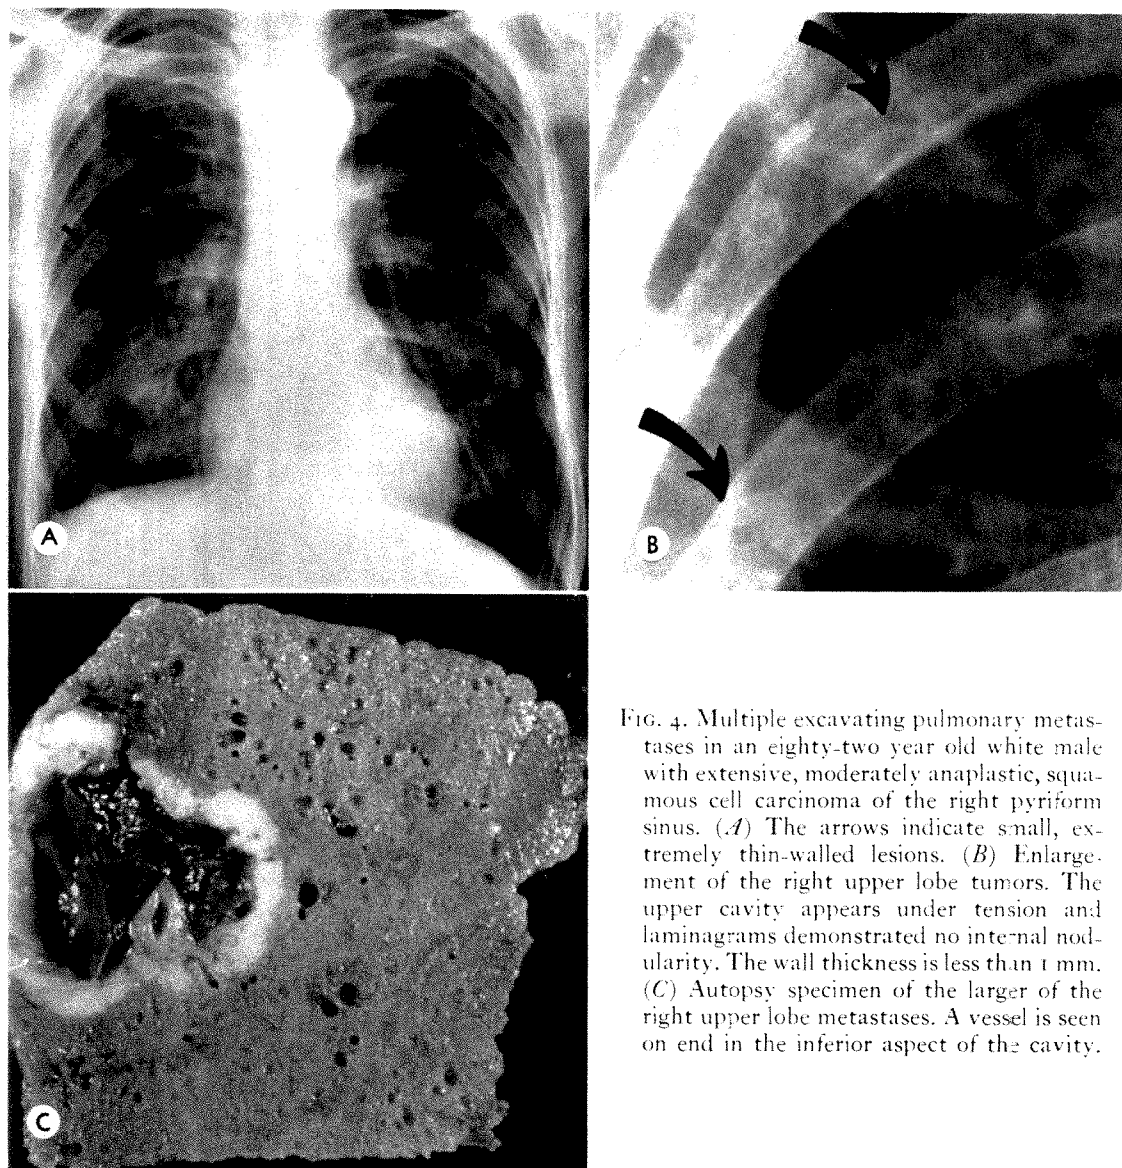 A
B
C
FIG. 4. Multiple excavating pulmonary metas-
tases in an eighty-two year old white male
with extensive, moderately anaplastic, squa-
mous cell carcinoma of the right pyriform
sinus. (A) The arrows indicate small, ex-
tremely thin-walled lesions. (B) Enlarge-
ment of the right upper lobe tumors. The
upper cavity appears under tension and
laminagrams demonstrated no internal nod-
ularity. The wall thickness is less than 1 mm.
(C) Autopsy specimen of the larger of the
right upper lobe metastases. A vessel is seen
on end in the inferior aspect of the cavity.